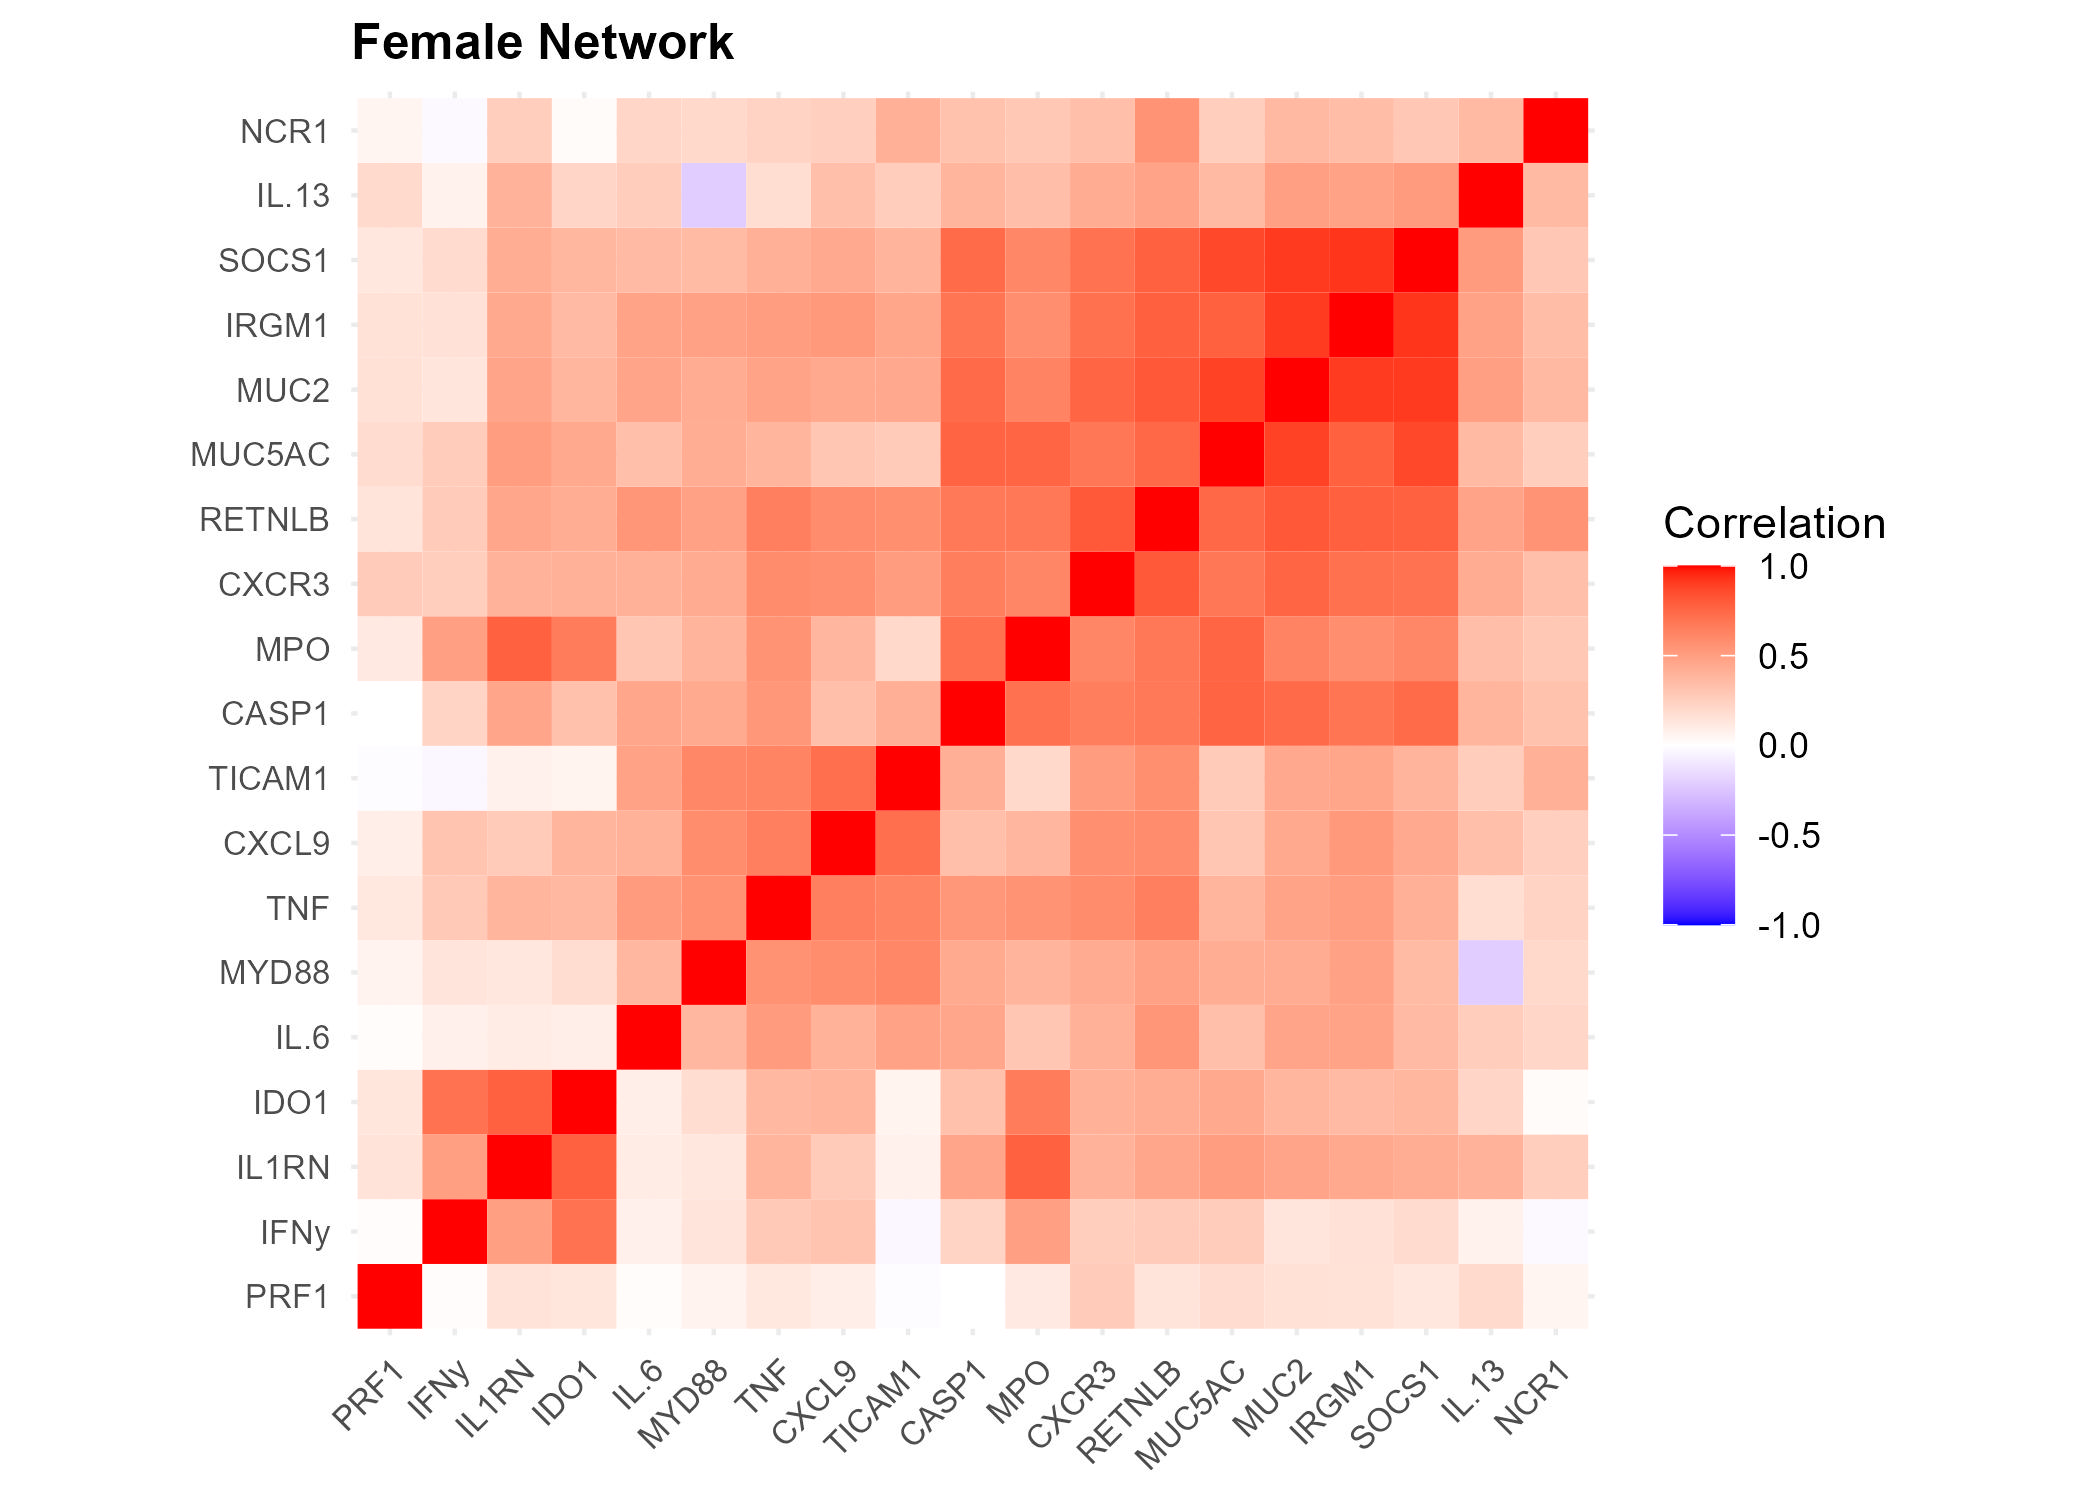 Female Network
NCR1
IL.13
SOCS1
IRGM1
MUC2
MUC5AC
RETNLB
CXCR3
MPO
CASP1
TICAM1
CXCL9
TNF
MYD88
IL.6
IDO1
IL1RN
IFNy
PRF1
PRF1 IFNy IL1RN IDO1 IL.6 MYD88 TNF CXCL9 TICAM1 CASP1 MPO CXCR3 RETNLB MUC5AC MUC2 IRGM1 SOCS1 IL.13 NCR1
Correlation
1.0
0.5
0.0
-0.5
-1.0